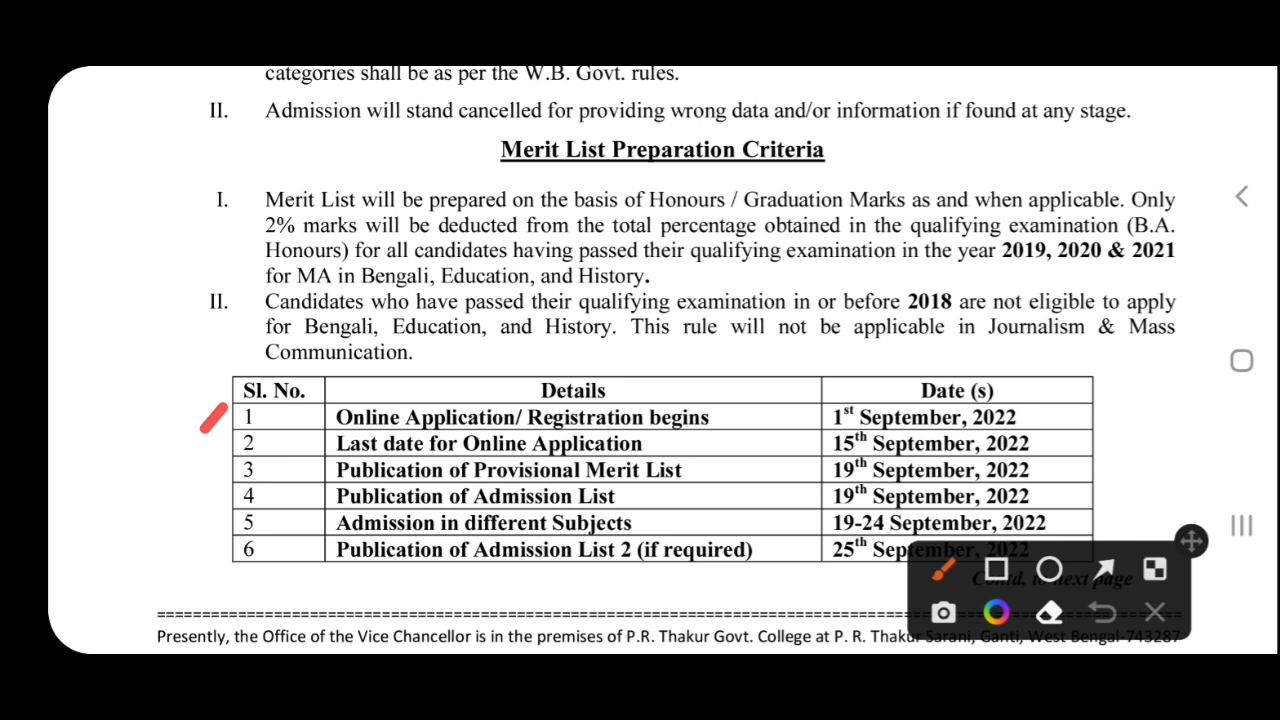 categories shall be as per the W.B. Govt. rules.
II. Admission will stand cancelled for providing wrong data and/or information if found at any stage.
Merit List Preparation Criteria
I. Merit List will be prepared on the basis of Honours / Graduation Marks as and when applicable. Only
2% marks will be deducted from the total percentage obtained in the qualifying examination (B.A.
Honours) for all candidates having passed their qualifying examination in the year 2019, 2020 & 2021
for MA in Bengali, Education, and History.
II. Candidates who have passed their qualifying examination in or before 2018 are not eligible to apply
for Bengali, Education, and History. This rule will not be applicable in Journalism & Mass
Communication.
Sl. No. Details Date (s)
1 Online Application/ Registration begins 1st September, 2022
2 Last date for Online Application 15th September, 2022
3 Publication of Provisional Merit List 19th September, 2022
4 Publication of Admission List 19th September, 2022
5 Admission in different Subjects 19-24 September, 2022
6 Publication of Admission List 2 (if required) 25th September, 2022
Contd. to next page
Presently, the Office of the Vice Chancellor is in the premises of P.R. Thakur Govt. College at P. R. Thakur Sarani, Ganti, West Bengal-743287